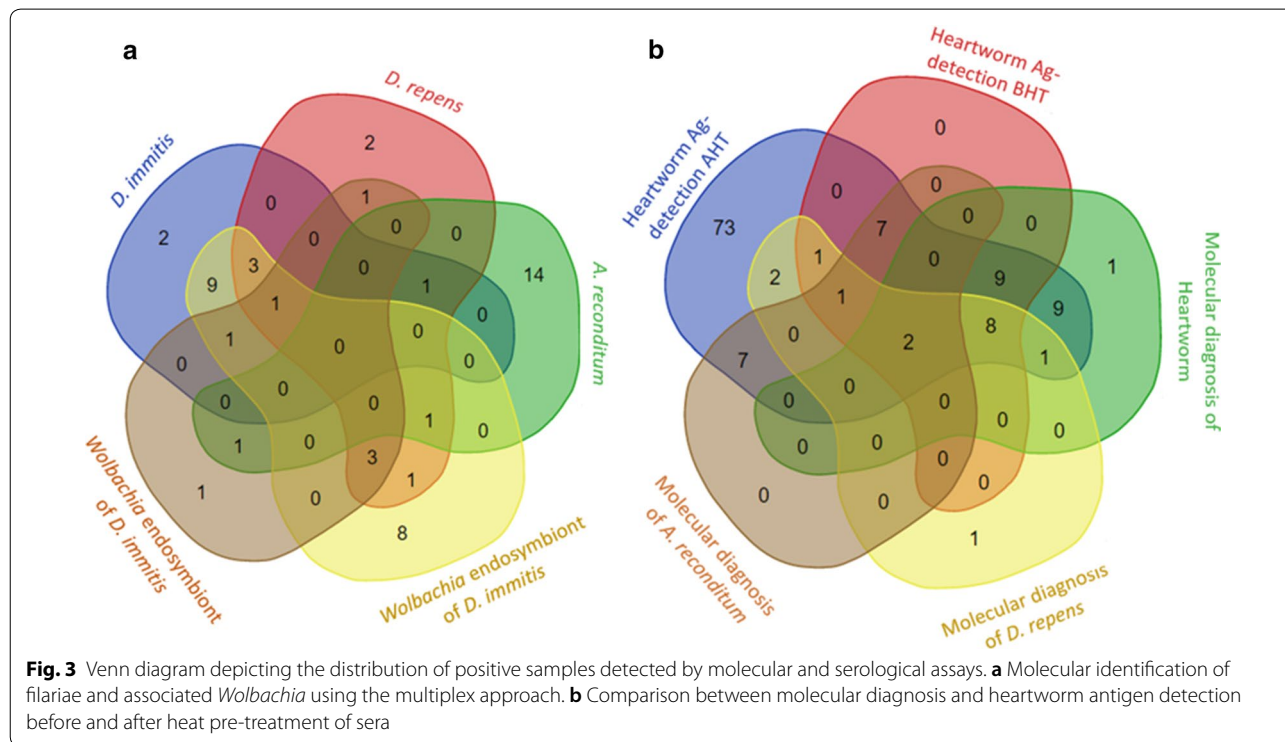 a
b
D. repens
D. immitis
A. reconditum
Wolbachia endosymbiont
of D. immitis
Wolbachia endosymbiont
of D. immitis
2
0
1
0
0
2
0
14
3
0
9
1
1
0
1
0
0
0
0
0
0
0
1
0
1
0
3
1
0
1
8
Heartworm Ag-
detection BHT
Heartworm Ag-
detection AHT
Molecular diagnosis of
Heartworm
Molecular diagnosis
of A. reconditum
Molecular diagnosis
of D. repens
0
0
0
0
0
73
7
1
1
0
2
9
9
1
8
0
2
1
7
0
0
0
0
0
0
0
0
0
0
0
1
Fig. 3 Venn diagram depicting the distribution of positive samples detected by molecular and serological assays. a Molecular identification of
filariae and associated Wolbachia using the multiplex approach. b Comparison between molecular diagnosis and heartworm antigen detection
before and after heat pre-treatment of sera